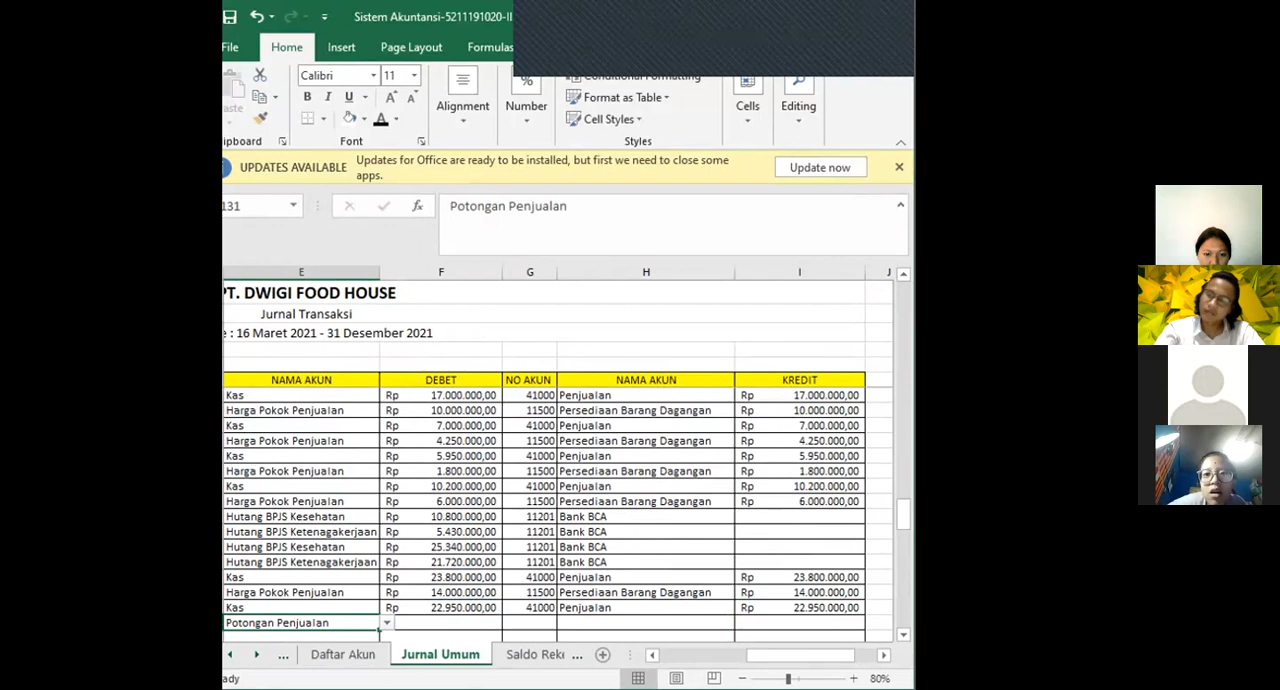 Sistem Akuntansi-5211191020-II
File Home Insert Page Layout Formulas
Calibri 11
B I U A A
A
Alignment
Number
%
Conditional Formatting
Format as Table
Cell Styles
Cells
Editing
Font
Styles
UPDATES AVAILABLE Updates for Office are ready to be installed, but first we need to close some apps. Update now
131 fx Potongan Penjualan
E F G H I J
PT. DWIGI FOOD HOUSE
Jurnal Transaksi
e : 16 Maret 2021 - 31 Desember 2021
NAMA AKUN DEBET NO AKUN NAMA AKUN KREDIT
Kas Rp 17.000.000,00 41000 Penjualan Rp 17.000.000,00
Harga Pokok Penjualan Rp 10.000.000,00 11500 Persediaan Barang Dagangan Rp 10.000.000,00
Kas Rp 7.000.000,00 41000 Penjualan Rp 7.000.000,00
Harga Pokok Penjualan Rp 4.250.000,00 11500 Persediaan Barang Dagangan Rp 4.250.000,00
Kas Rp 5.950.000,00 41000 Penjualan Rp 5.950.000,00
Harga Pokok Penjualan Rp 1.800.000,00 11500 Persediaan Barang Dagangan Rp 1.800.000,00
Kas Rp 10.200.000,00 41000 Penjualan Rp 10.200.000,00
Harga Pokok Penjualan Rp 6.000.000,00 11500 Persediaan Barang Dagangan Rp 6.000.000,00
Hutang BPJS Kesehatan Rp 10.800.000,00 11201 Bank BCA
Hutang BPJS Ketenagakerjaan Rp 5.430.000,00 11201 Bank BCA
Hutang BPJS Kesehatan Rp 25.340.000,00 11201 Bank BCA
Hutang BPJS Ketenagakerjaan Rp 21.720.000,00 11201 Bank BCA
Kas Rp 23.800.000,00 41000 Penjualan Rp 23.800.000,00
Harga Pokok Penjualan Rp 14.000.000,00 11500 Persediaan Barang Dagangan Rp 14.000.000,00
Kas Rp 22.950.000,00 41000 Penjualan Rp 22.950.000,00
Potongan Penjualan
... Daftar Akun Jurnal Umum Saldo Reke ...
ady 80%